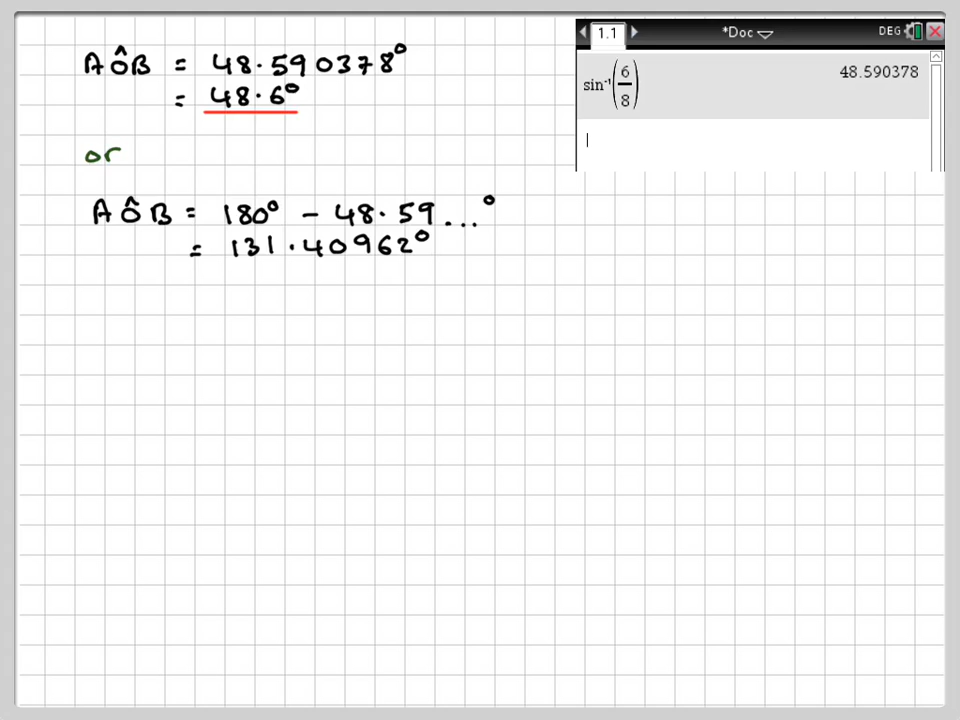 AÔB = 48.590378°
= 48.6°
or
AÔB = 180° - 48.59...°
= 131.40962°
1.1 *Doc DEG
sin⁻¹(6/8) 48.590378